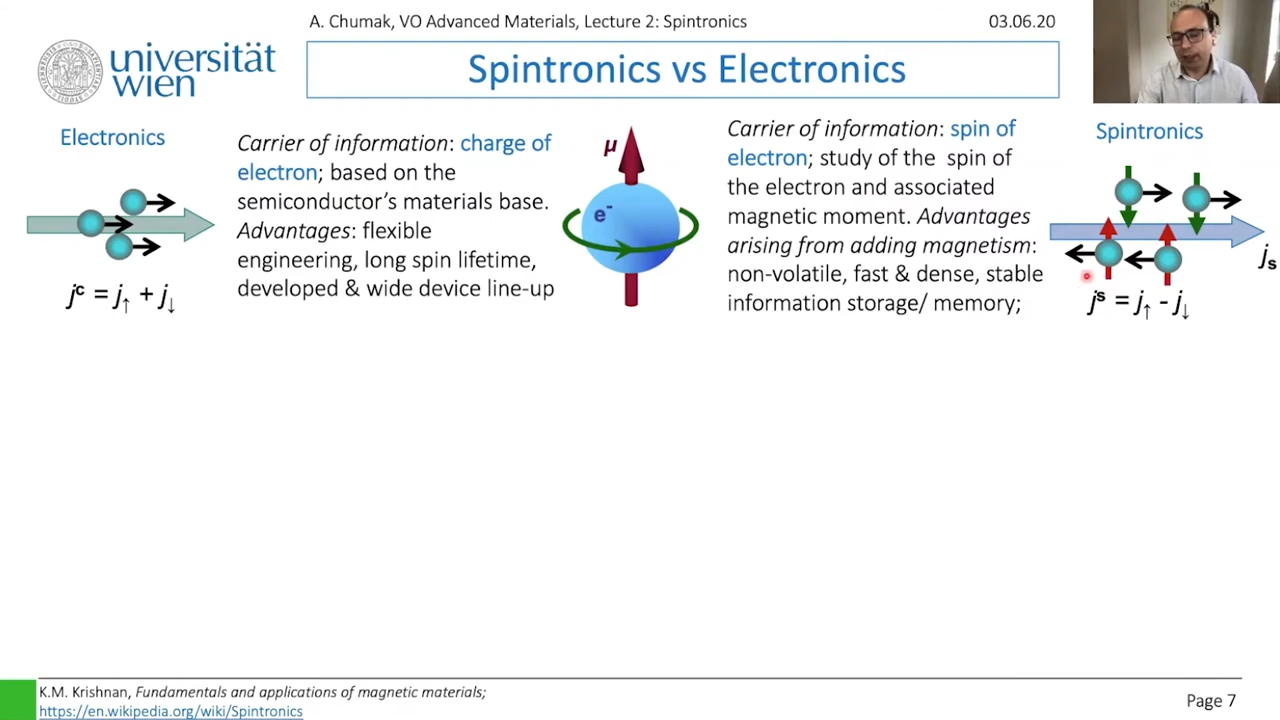 A. Chumak, VO Advanced Materials, Lecture 2: Spintronics
03.06.20
universität
wien
Spintronics vs Electronics
Electronics
jᶜ = j↑ + j↓
Carrier of information: charge of
electron; based on the
semiconductor’s materials base.
Advantages: flexible
engineering, long spin lifetime,
developed & wide device line-up
μ
e⁻
Carrier of information: spin of
electron; study of the spin of
the electron and associated
magnetic moment. Advantages
arising from adding magnetism:
non-volatile, fast & dense, stable
information storage/ memory;
Spintronics
jₛ
jˢ = j↑ - j↓
K.M. Krishnan, Fundamentals and applications of magnetic materials;
https://en.wikipedia.org/wiki/Spintronics
Page 7